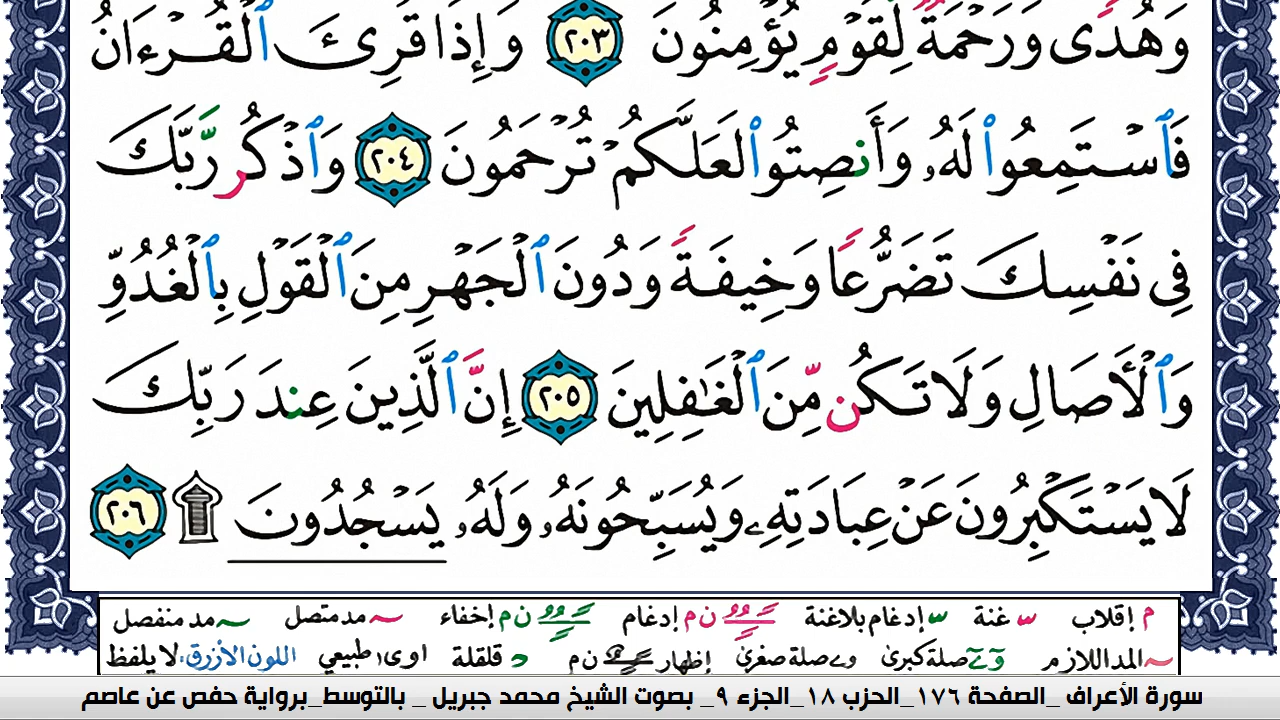 وَهُدًى وَرَحْمَةٌ لِّقَوْمٍ يُؤْمِنُونَ ٢٠٣ وَإِذَا قُرِئَ ٱلْقُرْءَانُ
فَٱسْتَمِعُوا۟ لَهُۥ وَأَنصِتُوا۟ لَعَلَّكُمْ تُرْحَمُونَ ٢٠٤ وَٱذْكُر رَّبَّكَ
فِى نَفْسِكَ تَضَرُّعًا وَخِيفَةً وَدُونَ ٱلْجَهْرِ مِنَ ٱلْقَوْلِ بِٱلْغُدُوِّ
وَٱلْأَصَالِ وَلَا تَكُن مِّنَ ٱلْغَٰفِلِينَ ٢٠٥ إِنَّ ٱلَّذِينَ عِندَ رَبِّكَ
لَا يَسْتَكْبِرُونَ عَنْ عِبَادَتِهِۦ وَيُسَبِّحُونَهُۥ وَلَهُۥ يَسْجُدُونَ ۩ ٢٠٦
م إقلاب ـس غنة ـس إدغام بلاغنة ن م إدغام ن م إخفاء ~ مد متصل ~ مد منفصل
~ المد اللازم صلة كبرى صلة صغرى إظهار ن م د قلقلة اوى طبيعي اللون الأزرق: لا يلفظ
سورة الأعراف _الصفحة ١٧٦_الحزب ١٨_الجزء ٩_ بصوت الشيخ محمد جبريل _ بالتوسط_برواية حفص عن عاصم